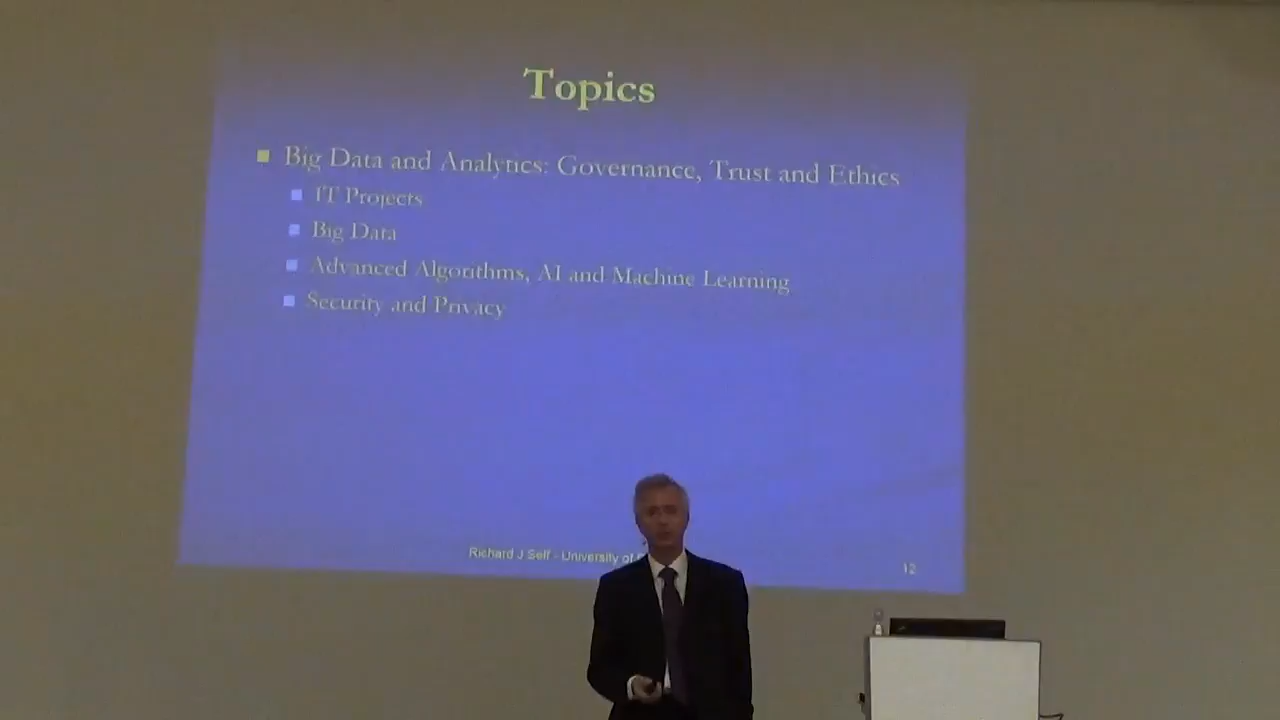 Topics
Big Data and Analytics: Governance, Trust and Ethics
IT Projects
Big Data
Advanced Algorithms, AI and Machine Learning
Security and Privacy
Richard J Self - University of
12